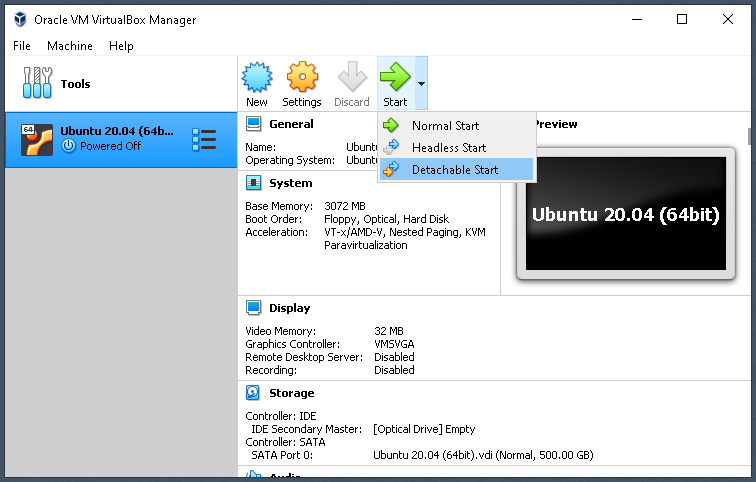 Oracle VM VirtualBox Manager
File Machine Help
Tools
New Settings Discard Start
64
Ubuntu 20.04 (64b...
Powered Off
Normal Start
Headless Start
Detachable Start
General
Name: Ubuntu
Operating System: Ubuntu
Preview
Ubuntu 20.04 (64bit)
System
Base Memory: 3072 MB
Boot Order: Floppy, Optical, Hard Disk
Acceleration: VT-x/AMD-V, Nested Paging, KVM
Paravirtualization
Display
Video Memory: 32 MB
Graphics Controller: VMSVGA
Remote Desktop Server: Disabled
Recording: Disabled
Storage
Controller: IDE
IDE Secondary Master: [Optical Drive] Empty
Controller: SATA
SATA Port 0: Ubuntu 20.04 (64bit).vdi (Normal, 500.00 GB)
Audio